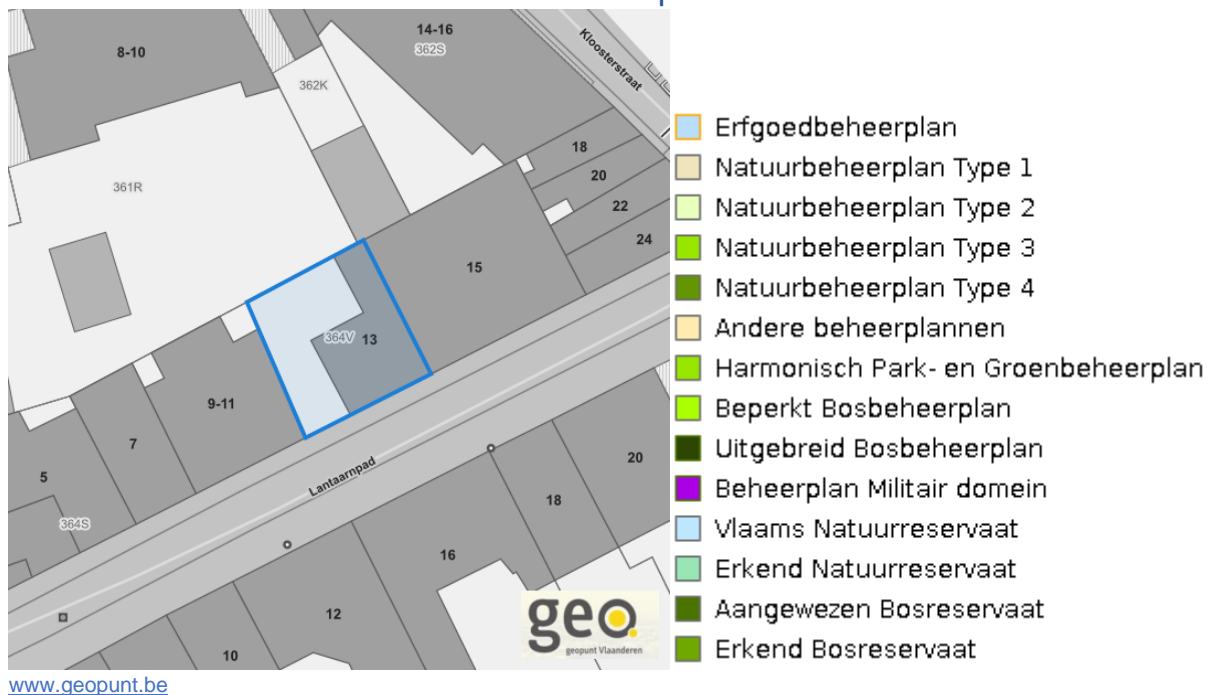 8-10
14-16
362S
Kloosterstraat
362K
18
20
22
24
361R
15
364V
13
9-11
7
5
364S
Lantaarnpad
20
18
16
12
10
geo
geopunt Vlaanderen
Erfgoedbeheerplan
Natuurbeheerplan Type 1
Natuurbeheerplan Type 2
Natuurbeheerplan Type 3
Natuurbeheerplan Type 4
Andere beheerplannen
Harmonisch Park- en Groenbeheerplan
Beperkt Bosbeheerplan
Uitgebreid Bosbeheerplan
Beheerplan Militair domein
Vlaams Natuurreservaat
Erkend Natuurreservaat
Aangewezen Bosreservaat
Erkend Bosreservaat
www.geopunt.be